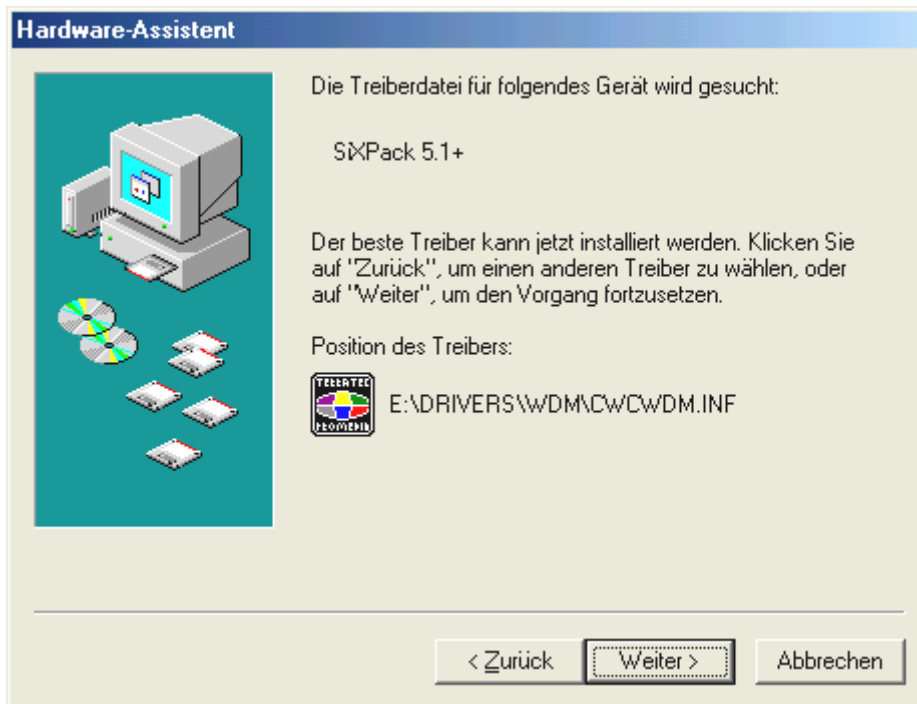 Hardware-Assistent
Die Treiberdatei für folgendes Gerät wird gesucht:
SiXPack 5.1+
Der beste Treiber kann jetzt installiert werden. Klicken Sie
auf "Zurück", um einen anderen Treiber zu wählen, oder
auf "Weiter", um den Vorgang fortzusetzen.
Position des Treibers:
TERRATEC
PROMEDIA
E:\DRIVERS\WDM\CWCWDM.INF
< Zurück
Weiter >
Abbrechen